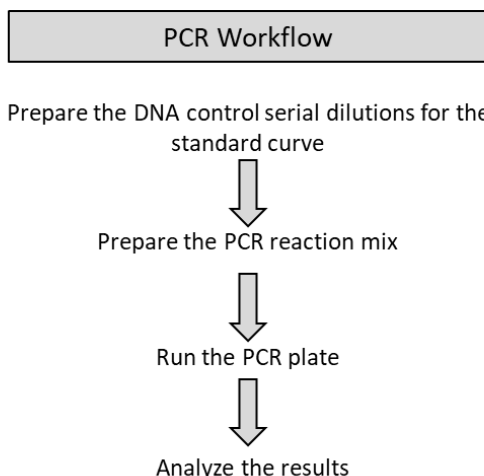 PCR Workflow
Prepare the DNA control serial dilutions for the
standard curve
Prepare the PCR reaction mix
Run the PCR plate
Analyze the results